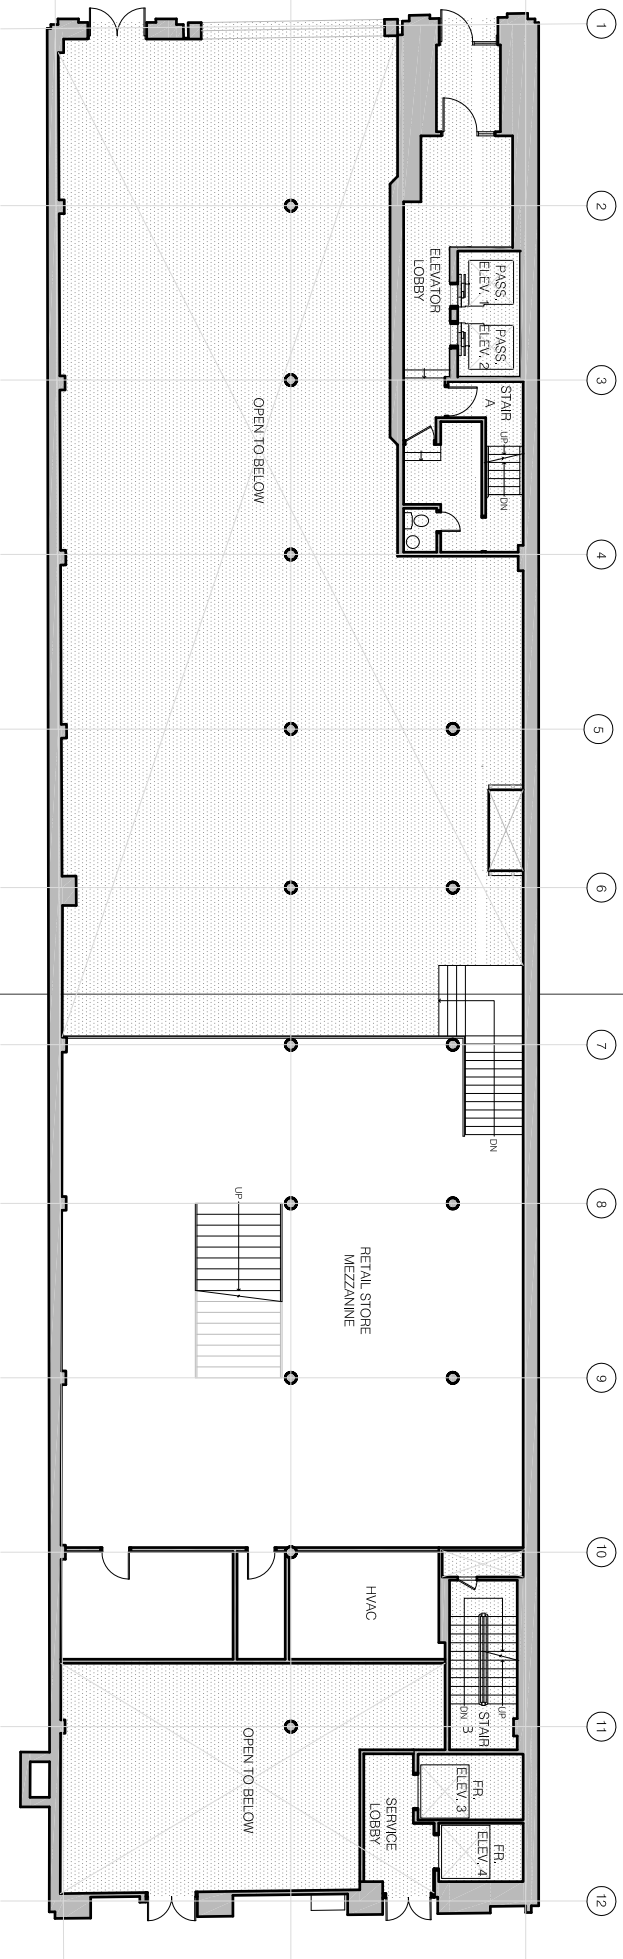 1
2
ELEVATOR
LOBBY
PASS.
ELEV. 1
PASS.
ELEV. 2
3
STAIR
A
UP
DN
OPEN TO BELOW
4
5
6
7
DN
8
UP
RETAIL STORE
MEZZANINE
9
10
HVAC
UP
DN
STAIR
B
11
OPEN TO BELOW
FR.
ELEV. 3
SERVICE
LOBBY
FR.
ELEV. 4
12